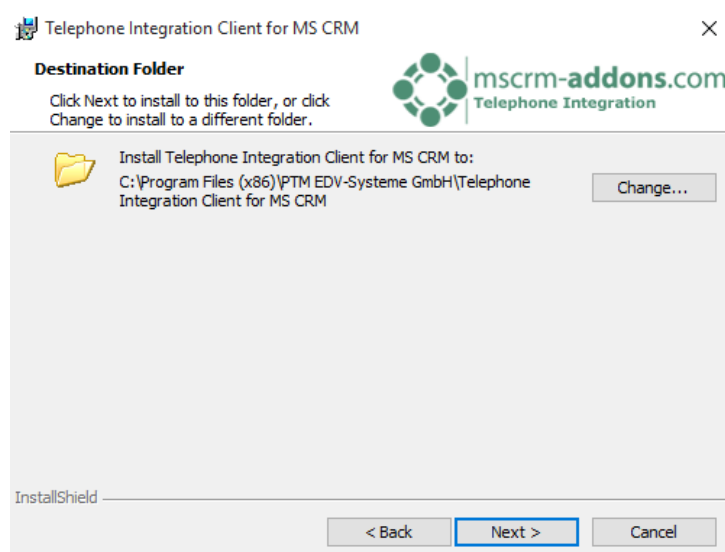 Telephone Integration Client for MS CRM
Destination Folder
Click Next to install to this folder, or click
Change to install to a different folder.
mscrm-addons.com
Telephone Integration
Install Telephone Integration Client for MS CRM to:
C:\Program Files (x86)\PTM EDV-Systeme GmbH\Telephone
Integration Client for MS CRM
Change...
InstallShield
< Back
Next >
Cancel